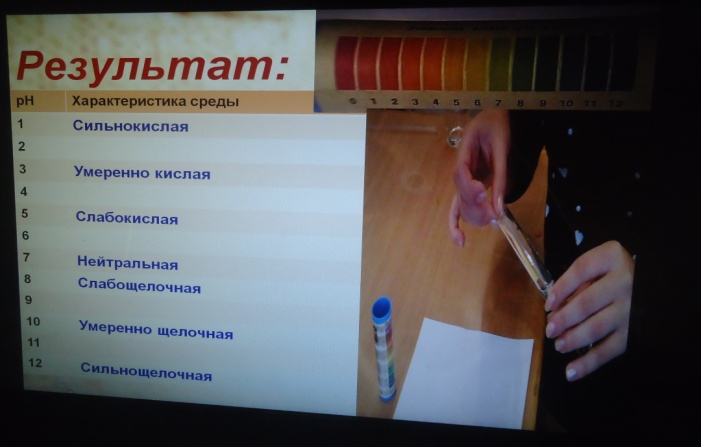 Результат:
pH Характеристика среды
1 Сильнокислая
2
3 Умеренно кислая
4
5 Слабокислая
6
7 Нейтральная
8 Слабощелочная
9
10 Умеренно щелочная
11
12 Сильнощелочная
0 1 2 3 4 5 6 7 8 9 10 11 12